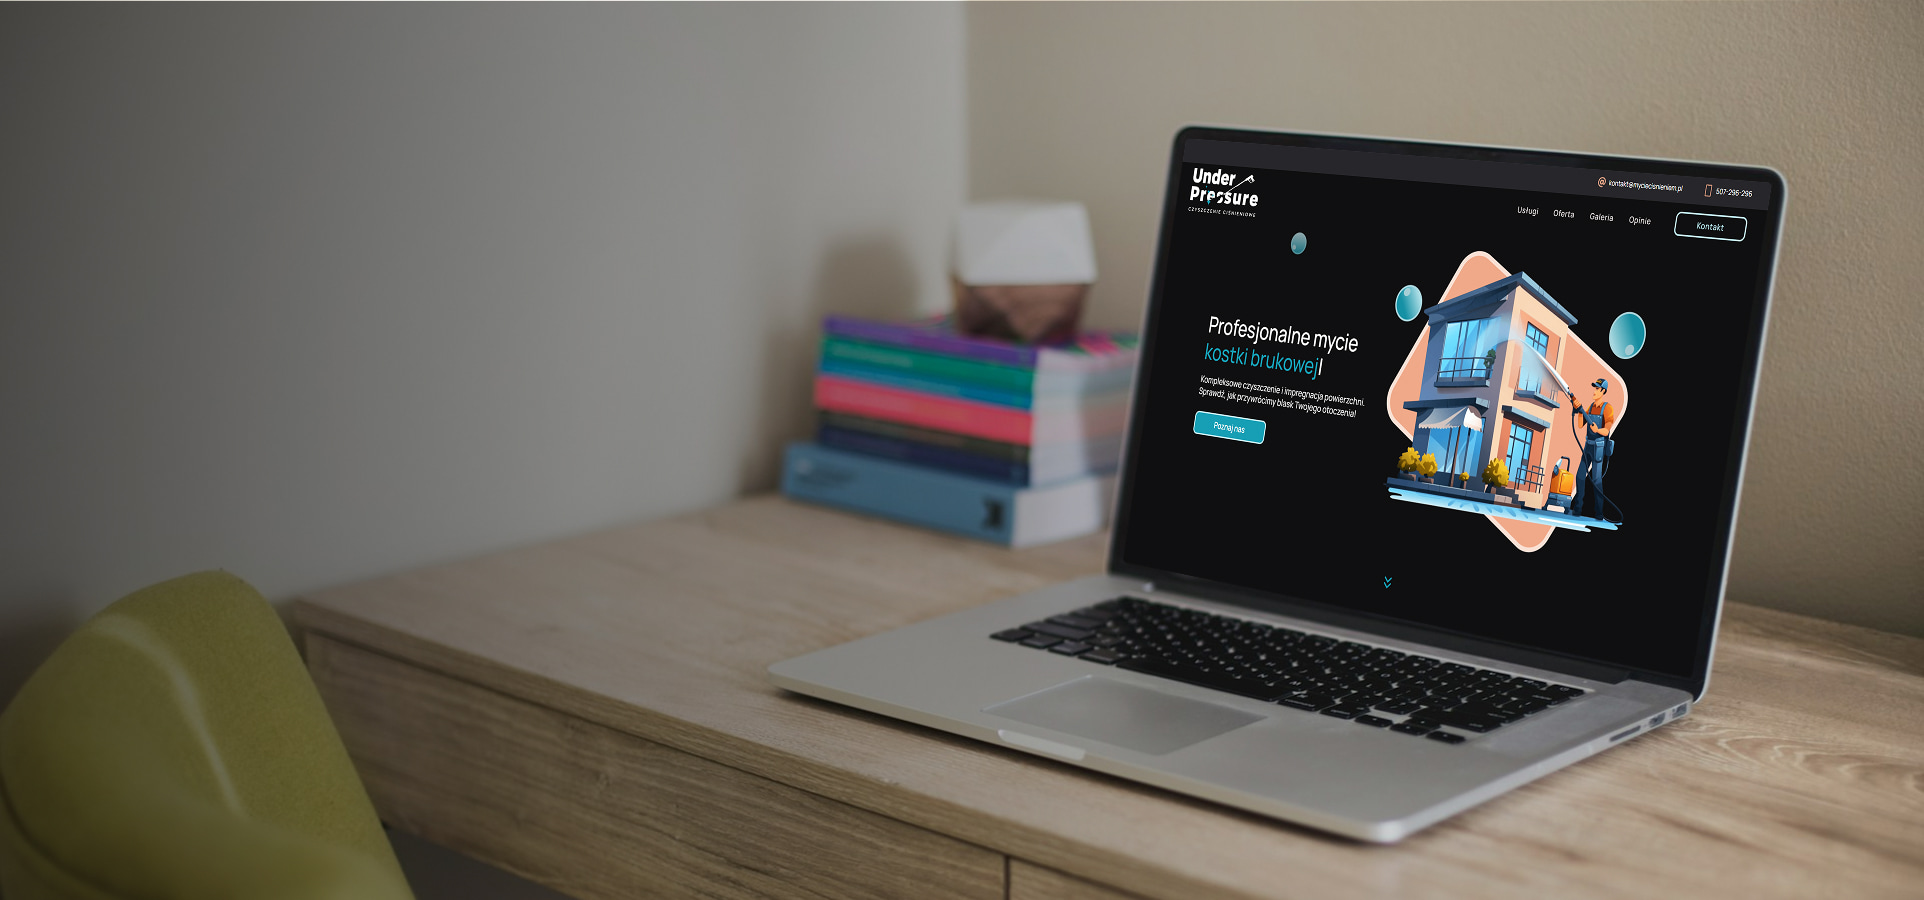 kontakt@myciecisnieniem.pl
507-295-296
Under
Pressure
CZYSZCZENIE CIŚNIENIOWE
Usługi
Oferta
Galeria
Opinie
Kontakt
Profesjonalne mycie
kostki brukowej|
Kompleksowe czyszczenie i impregnacja powierzchni.
Sprawdź, jak przywrócimy blask Twojego otoczenia!
Poznaj nas